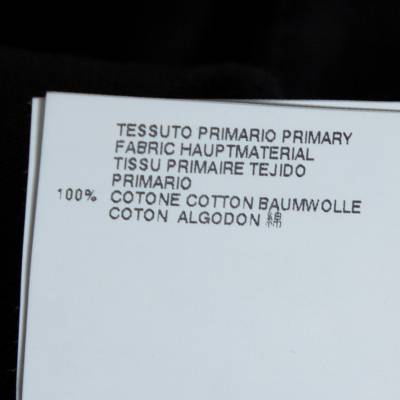 TESSUTO PRIMARIO PRIMARY
FABRIC HAUPTMATERIAL
TISSU PRIMAIRE TEJIDO
PRIMARIO
100% COTONE COTTON BAUMWOLLE
COTON ALGODON 綿